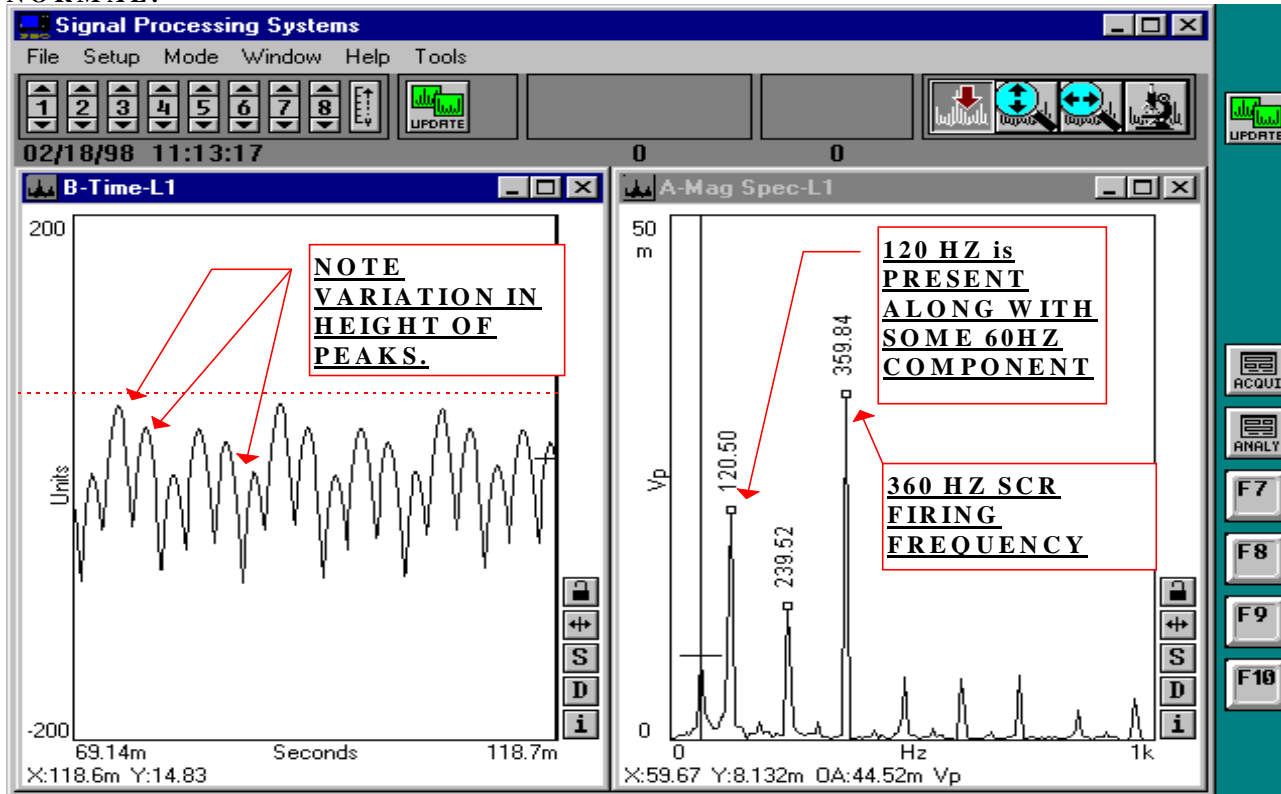 NORMAL.
Signal Processing Systems
File Setup Mode Window Help Tools
1 2 3 4 5 6 7 8
UPDATE
UPDATE
02/18/98 11:13:17 0 0
B-Time-L1
200
NOTE
VARIATION IN
HEIGHT OF
PEAKS.
Units
-200
69.14m Seconds 118.7m
X:118.6m Y:14.83
S
D
i
A-Mag Spec-L1
50
m
120 HZ is
PRESENT
ALONG WITH
SOME 60HZ
COMPONENT
359.84
120.50
239.52
Vp
360 HZ SCR
FIRING
FREQUENCY
0
0 Hz 1k
X:59.67 Y:8.132m OA:44.52m Vp
S
D
i
ACQUI
ANALY
F7
F8
F9
F10